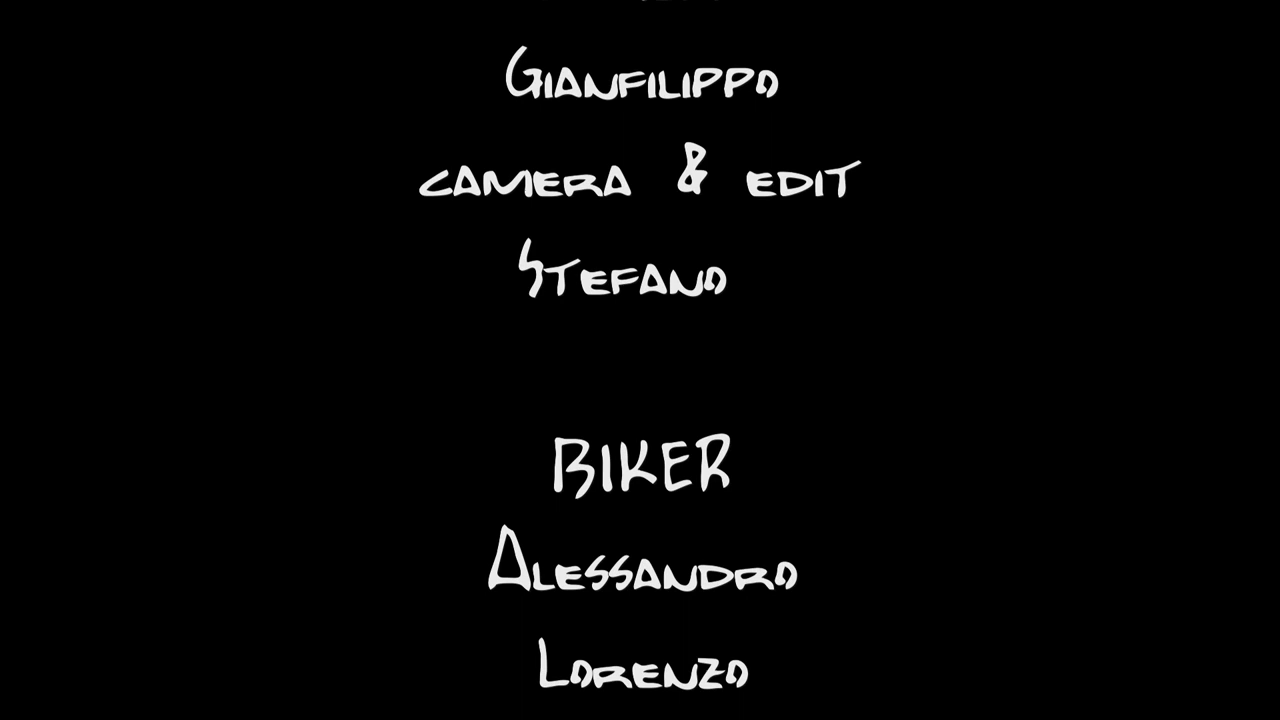 Gianfilippo
camera & edit
Stefano
BIKER
Alessandro
Lorenzo